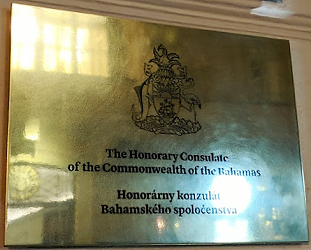 The Honorary Consulate
of the Commonwealth of the Bahamas
Honorárny konzulát
Bahamského spoločenstva